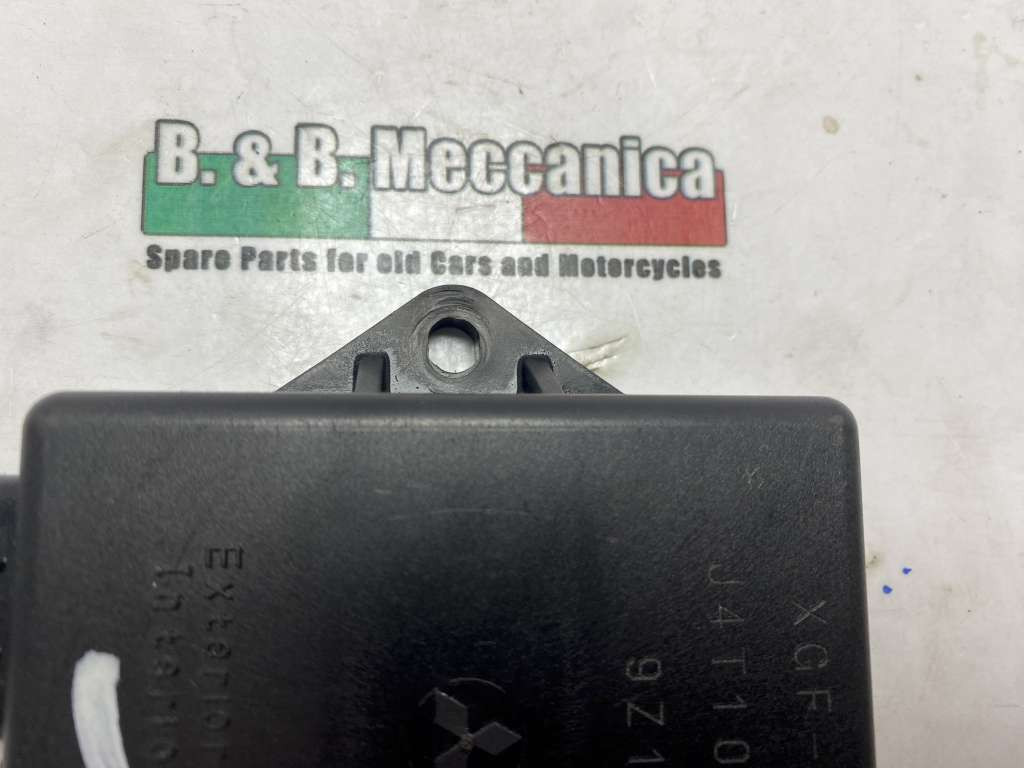 B. & B. Meccanica
Spare Parts for old Cars and Motorcycles
XGF-
J4T10
9Z1
Exterior